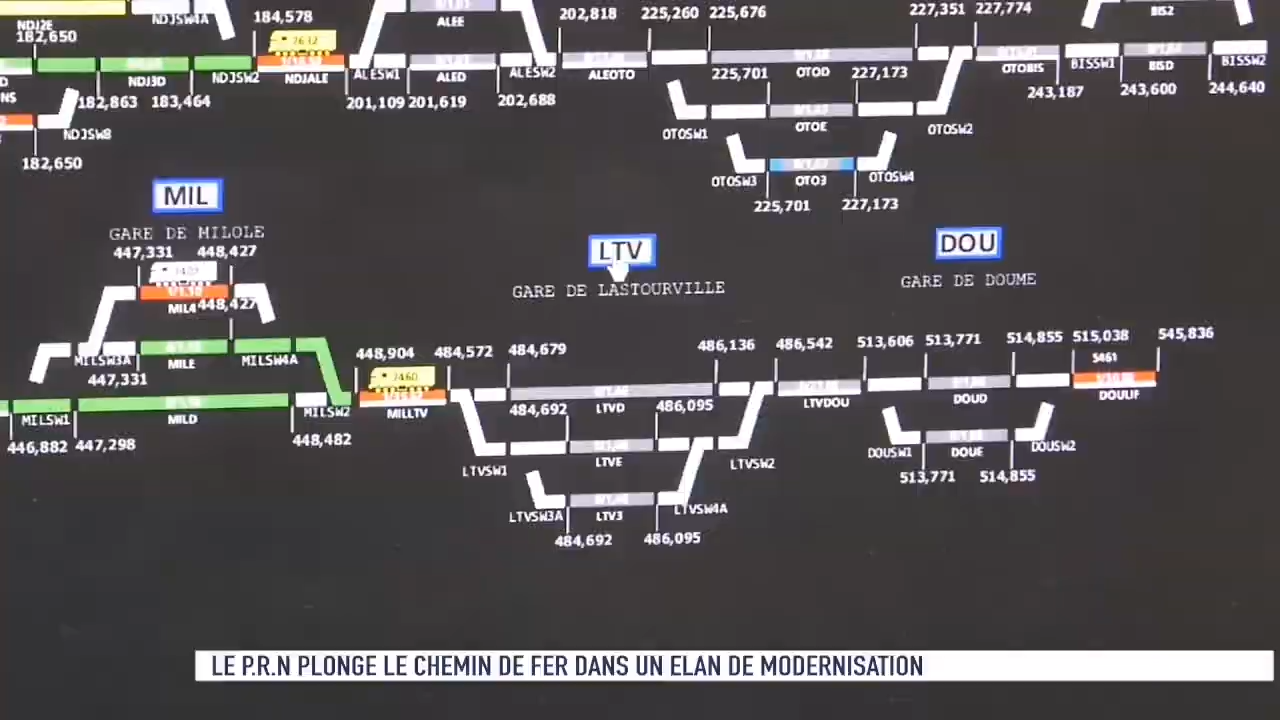 NDJ2E
182,650
NDJSW4A
184,578
7632
NDJ3D
NDJSW2
NDJALE
182,863
183,464
NDJSW8
182,650
ALEE
ALESW1
ALED
ALESW2
201,109
201,619
202,688
202,818
225,260
225,676
ALEOTO
225,701
OTOD
227,173
OTOSW1
OTOE
OTOSW2
OTOSW3
OTO3
OTOSW4
225,701
227,173
227,351
227,774
OTOBIS
243,187
BIS2
BISSW1
BISD
BISSW2
243,600
244,640
MIL
GARE DE MILOLE
447,331
448,427
MIL4
448,427
MILSW3A
MILE
MILSW4A
447,331
MILSW1
MILD
MILSW2
446,882
447,298
448,482
448,904
7460
MILLTV
LTV
GARE DE LASTOURVILLE
484,572
484,679
486,136
486,542
484,692
LTVD
486,095
LTVDOU
LTVSW1
LTVE
LTVSW2
LTVSW3A
LTV3
LTVSW4A
484,692
486,095
DOU
GARE DE DOUME
513,606
513,771
514,855
515,038
545,836
S461
DOUD
DOULIF
DOUSW1
DOUE
DOUSW2
513,771
514,855
LE P.R.N PLONGE LE CHEMIN DE FER DANS UN ELAN DE MODERNISATION